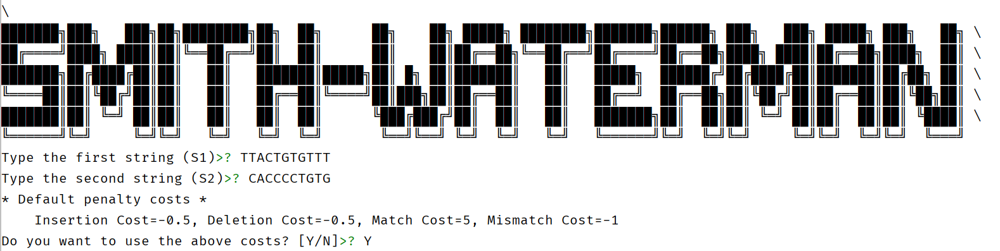 \
SMITH-WATERMAN \
Type the first string (S1)>? TTACTGTGTTT
Type the second string (S2)>? CACCCCTGTG
* Default penalty costs *
Insertion Cost=-0.5, Deletion Cost=-0.5, Match Cost=5, Mismatch Cost=-1
Do you want to use the above costs? [Y/N]>? Y